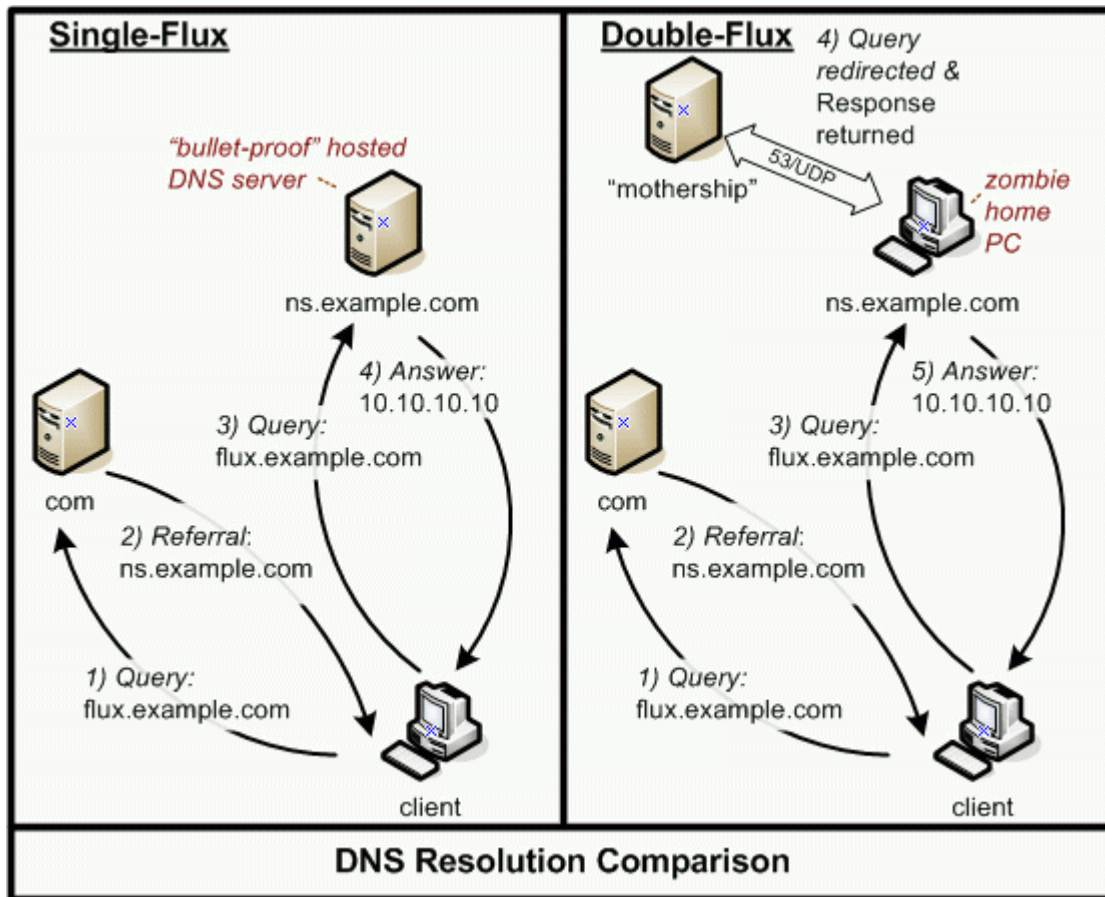 Single-Flux
“bullet-proof” hosted
DNS server
ns.example.com
4) Answer:
10.10.10.10
3) Query:
flux.example.com
com
2) Referral:
ns.example.com
1) Query:
flux.example.com
client
Double-Flux
4) Query
redirected &
Response
returned
53/UDP
“mothership”
zombie
home
PC
ns.example.com
5) Answer:
10.10.10.10
3) Query:
flux.example.com
com
2) Referral:
ns.example.com
1) Query:
flux.example.com
client
DNS Resolution Comparison